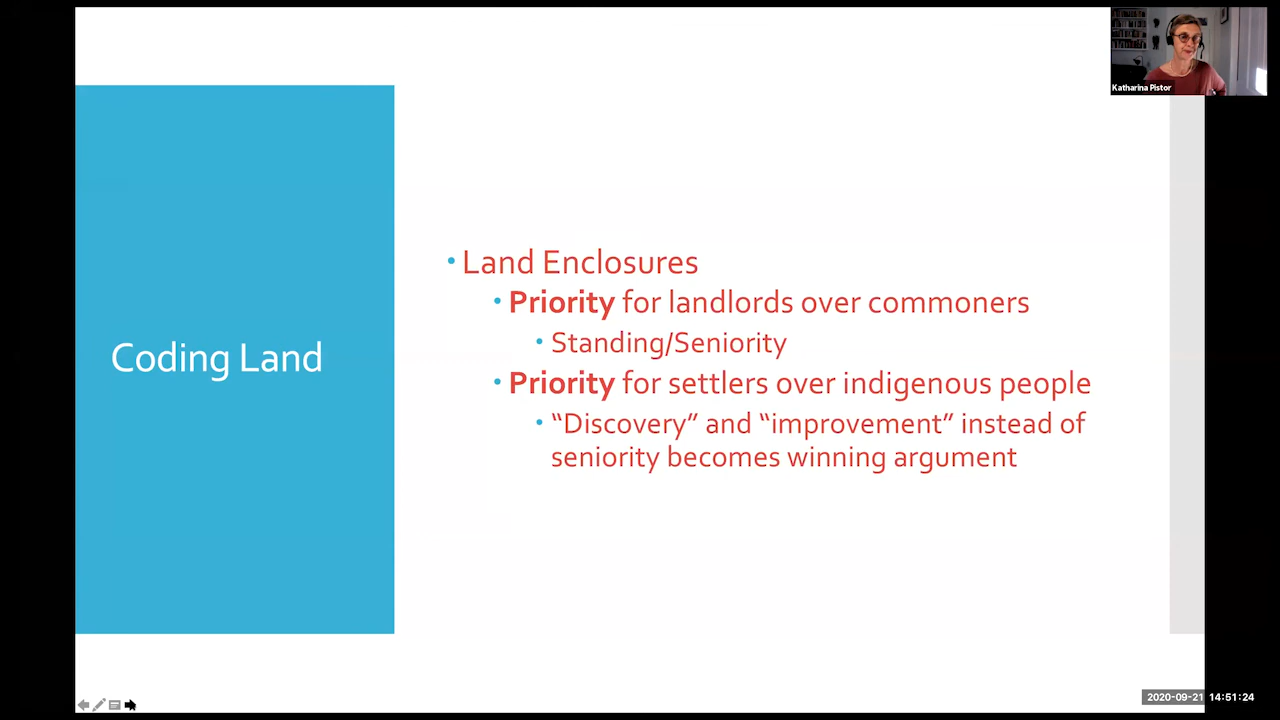 Katharina Pistor
Coding Land
• Land Enclosures
• Priority for landlords over commoners
• Standing/Seniority
• Priority for settlers over indigenous people
• “Discovery” and “improvement” instead of
seniority becomes winning argument
2020-09-21 14:51:24